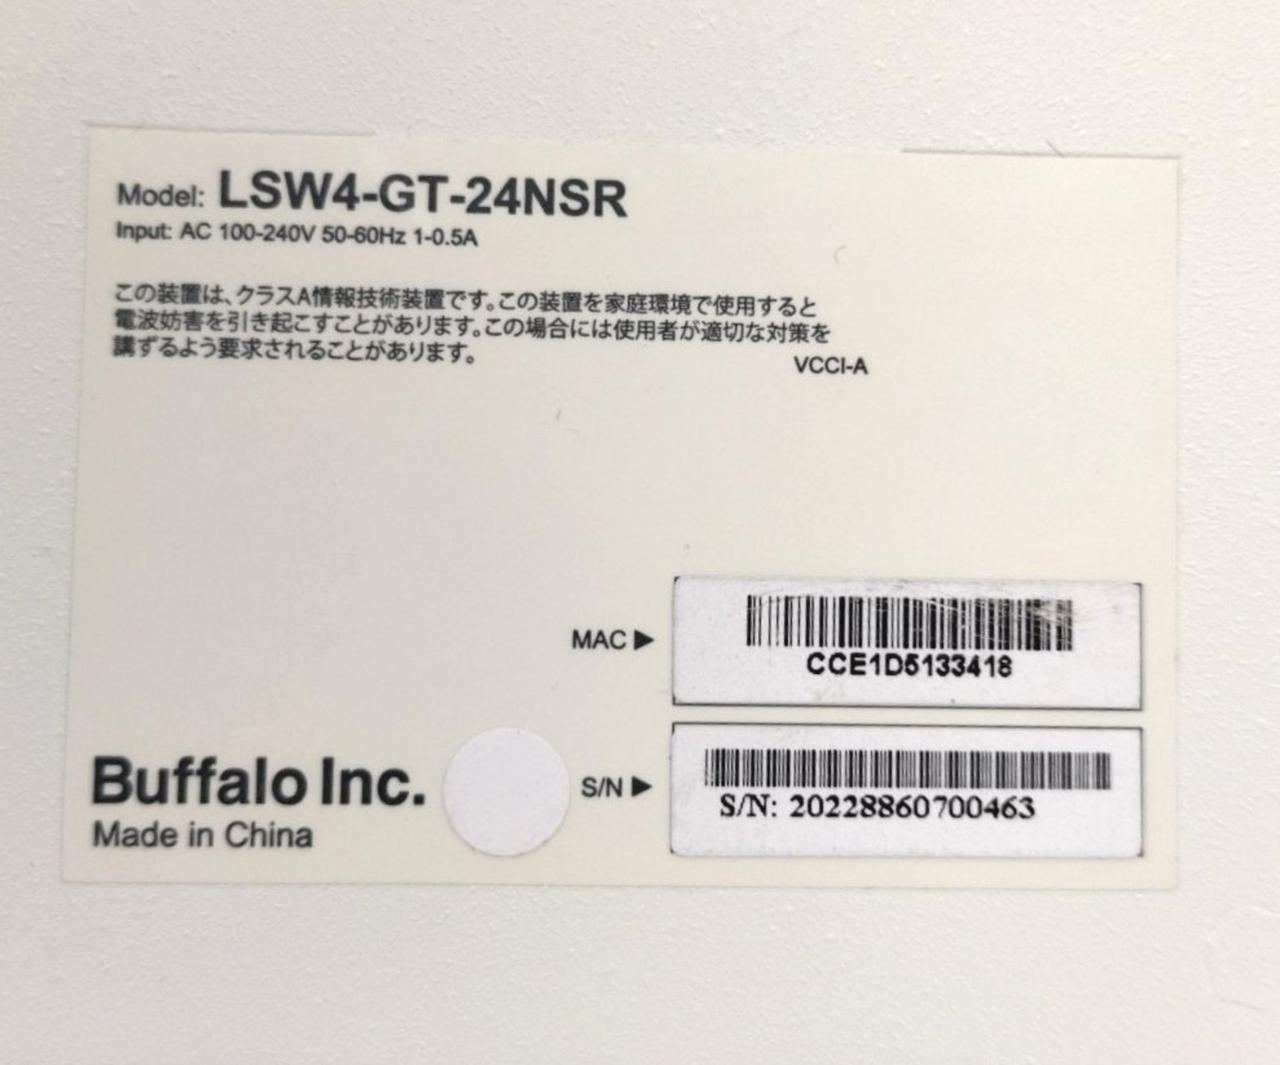 Model: LSW4-GT-24NSR
Input: AC 100-240V 50-60Hz 1-0.5A
この装置は、クラスA情報技術装置です。この装置を家庭環境で使用すると
電波妨害を引き起こすことがあります。この場合には使用者が適切な対策を
講ずるよう要求されることがあります。
VCCI-A
MAC ▶
CCE1D5133418
Buffalo Inc.
Made in China
S/N ▶
S/N: 20228860700463